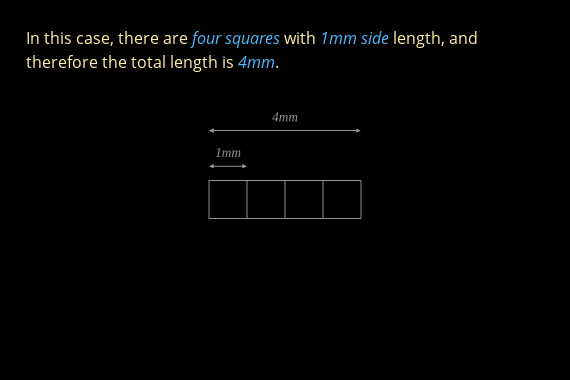 In this case, there are four squares with 1mm side length, and
therefore the total length is 4mm.
4mm
1mm